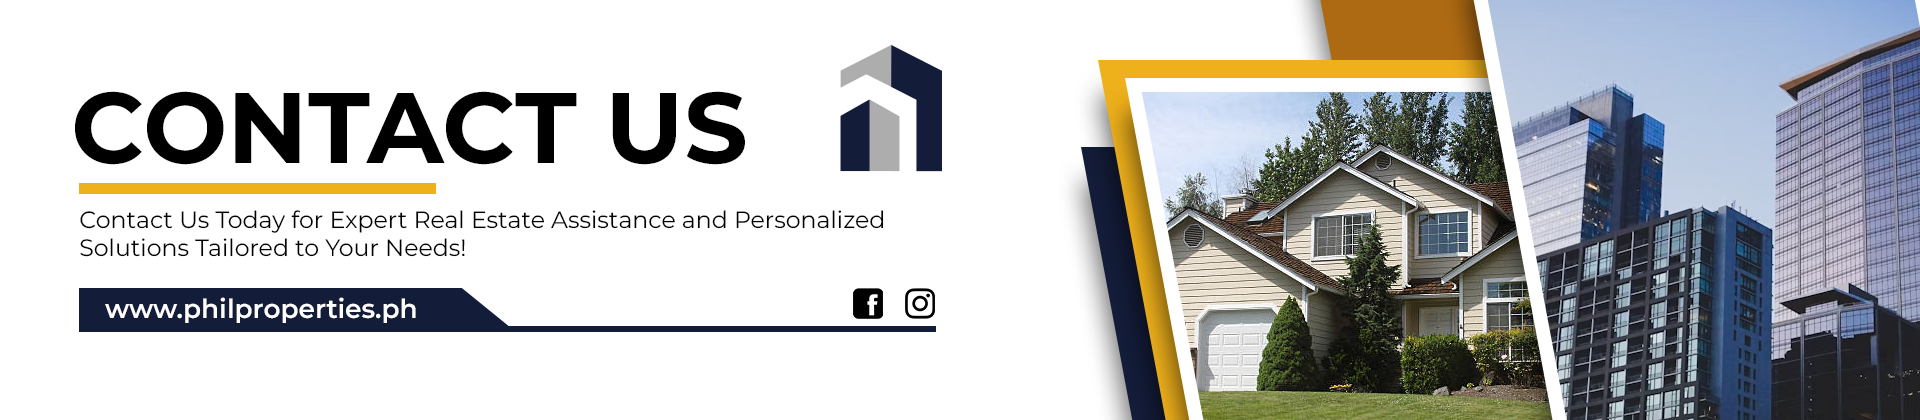 CONTACT US
Contact Us Today for Expert Real Estate Assistance and Personalized
Solutions Tailored to Your Needs!
www.philproperties.ph